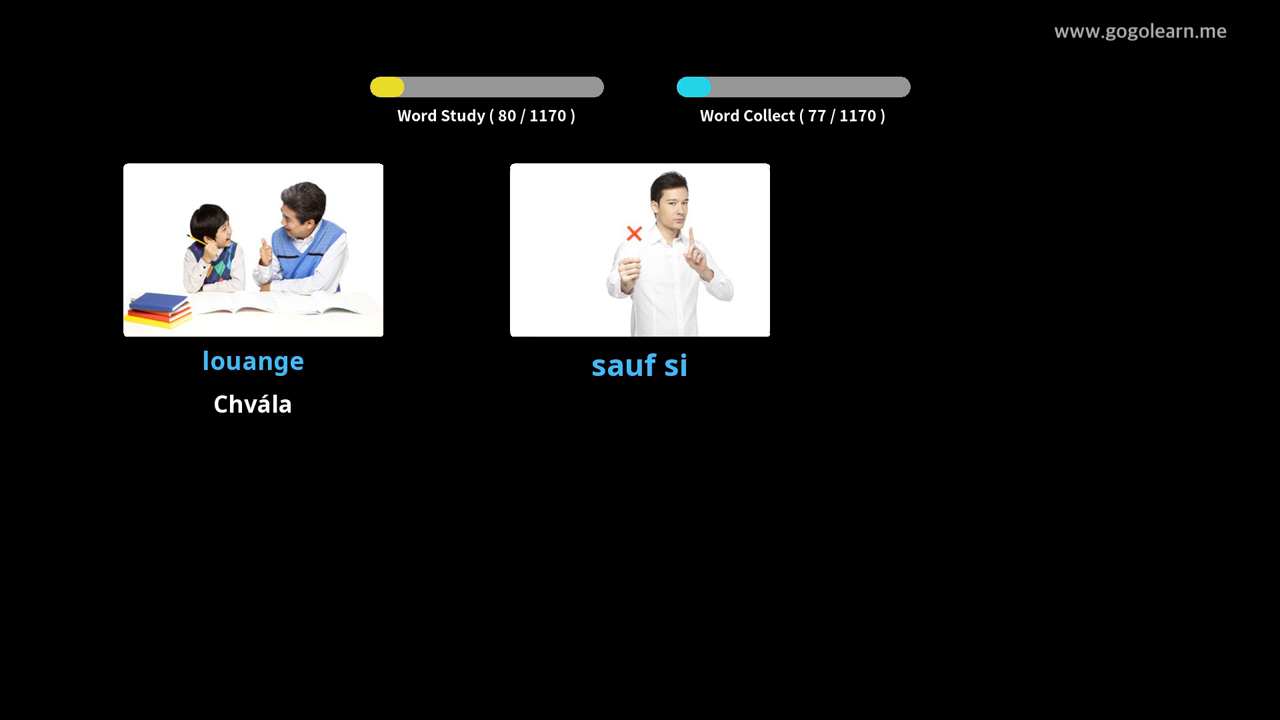 www.gogolearn.me
Word Study ( 80 / 1170 )
Word Collect ( 77 / 1170 )
louange
Chvála
sauf si